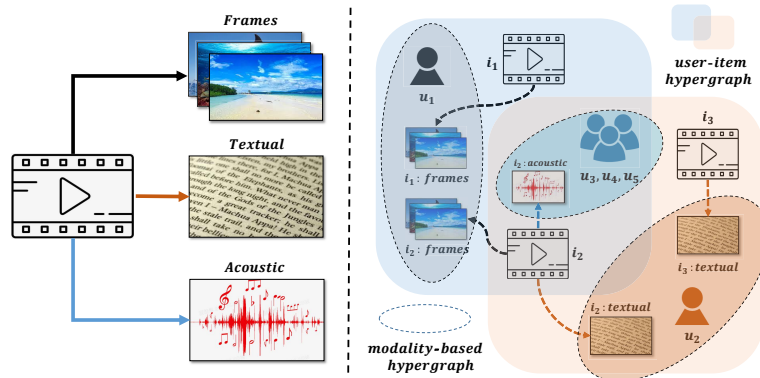 Frames
Textual
Acoustic
i₁
u₁
user-item
hypergraph
i₃
i₂: acoustic
u₃, u₄, u₅
i₁: frames
i₂: frames
i₂
i₃: textual
i₂: textual
u₂
modality-based
hypergraph